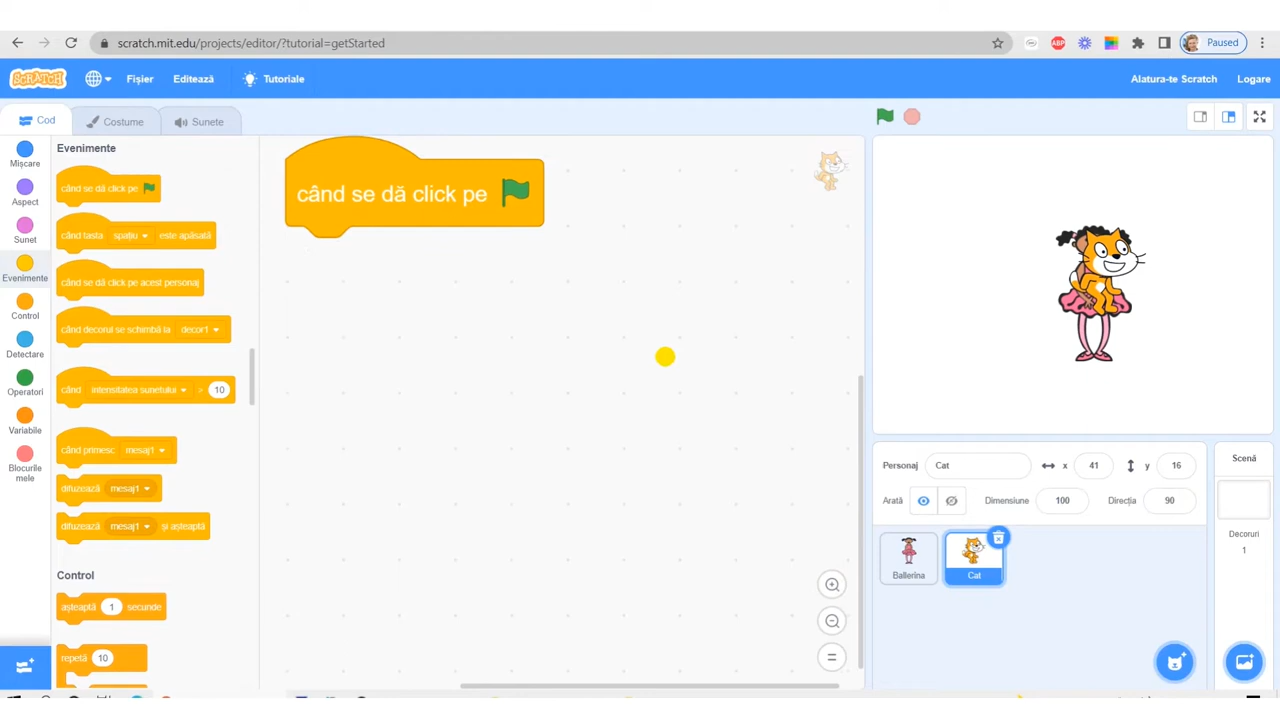 scratch.mit.edu/projects/editor/?tutorial=getStarted
ABP
Paused
SCRATCH
Fișier
Editează
Tutoriale
Alatura-te Scratch
Logare
Cod
Costume
Sunete
Mișcare
Aspect
Sunet
Evenimente
Control
Detectare
Operatori
Variabile
Blocurile
mele
Evenimente
când se dă click pe
când tasta spațiu este apăsată
când se dă click pe acest personaj
când decorul se schimbă la decor1
când intensitatea sunetului > 10
când primesc mesaj1
difuzează mesaj1
difuzează mesaj1 și așteaptă
Control
așteaptă 1 secunde
repetă 10
când se dă click pe
Personaj Cat x 41 y 16
Arată Dimensiune 100 Direcția 90
Ballerina
Cat
Scenă
Decoruri
1